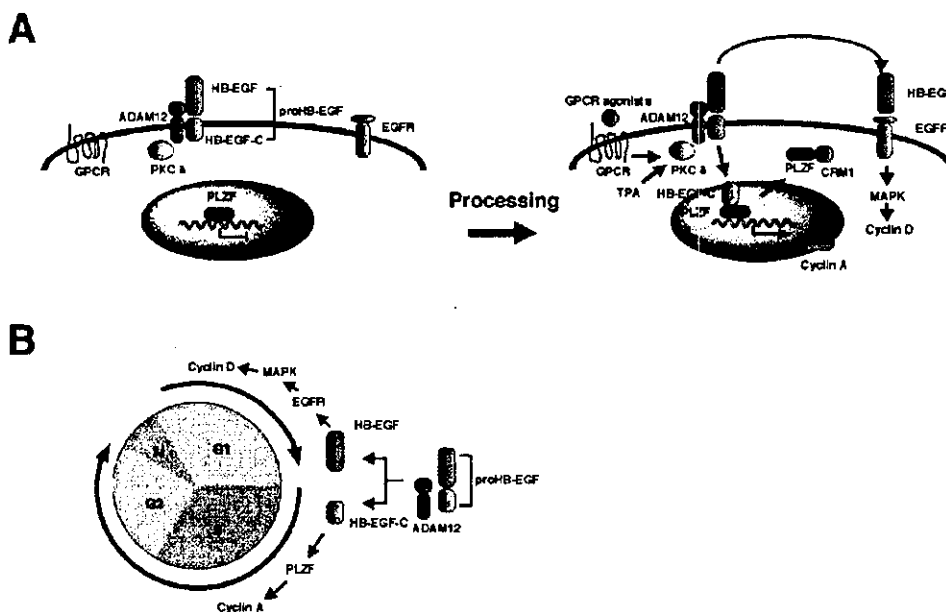 A
HB-EGF
ADAM12
proHB-EGF
HB-EGF-C
EGFR
GPCR
PKC a
PLZF
Processing
GPCR agonists
ADAM12
HB-EG
EGFF
GPCR
PKC a
TPA
HB-EGF-C
PLZF
PLZF
CRM1
MAPK
Cyclin D
Cyclin A
B
Cyclin D
MAPK
EGFR
HB-EGF
G1
M
G2
proHB-EGF
HB-EGF-C
ADAM12
PLZF
Cyclin A